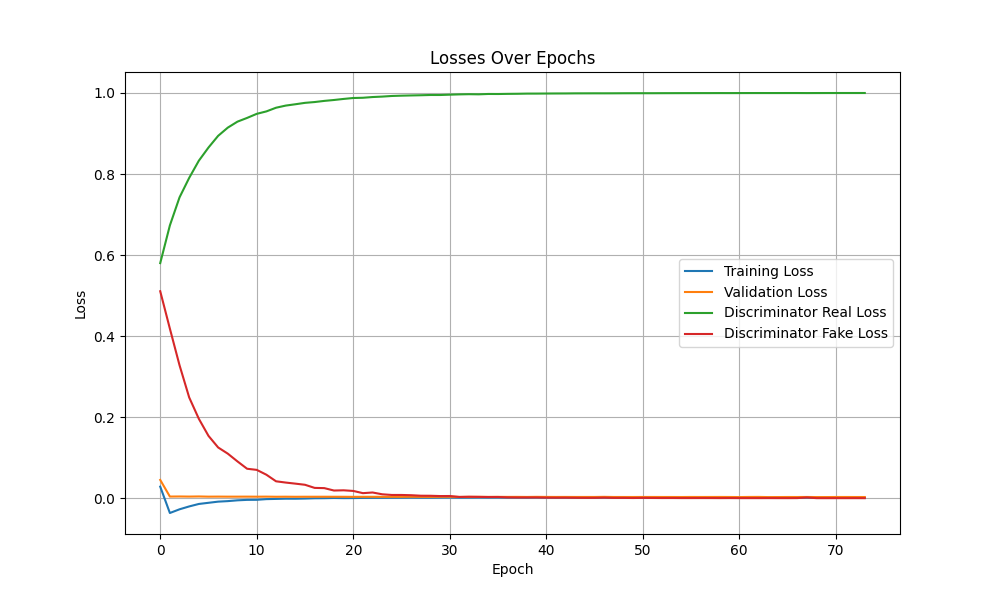 Losses Over Epochs
Loss
1.0
0.8
0.6
0.4
0.2
0.0
Training Loss
Validation Loss
Discriminator Real Loss
Discriminator Fake Loss
0 10 20 30 40 50 60 70
Epoch